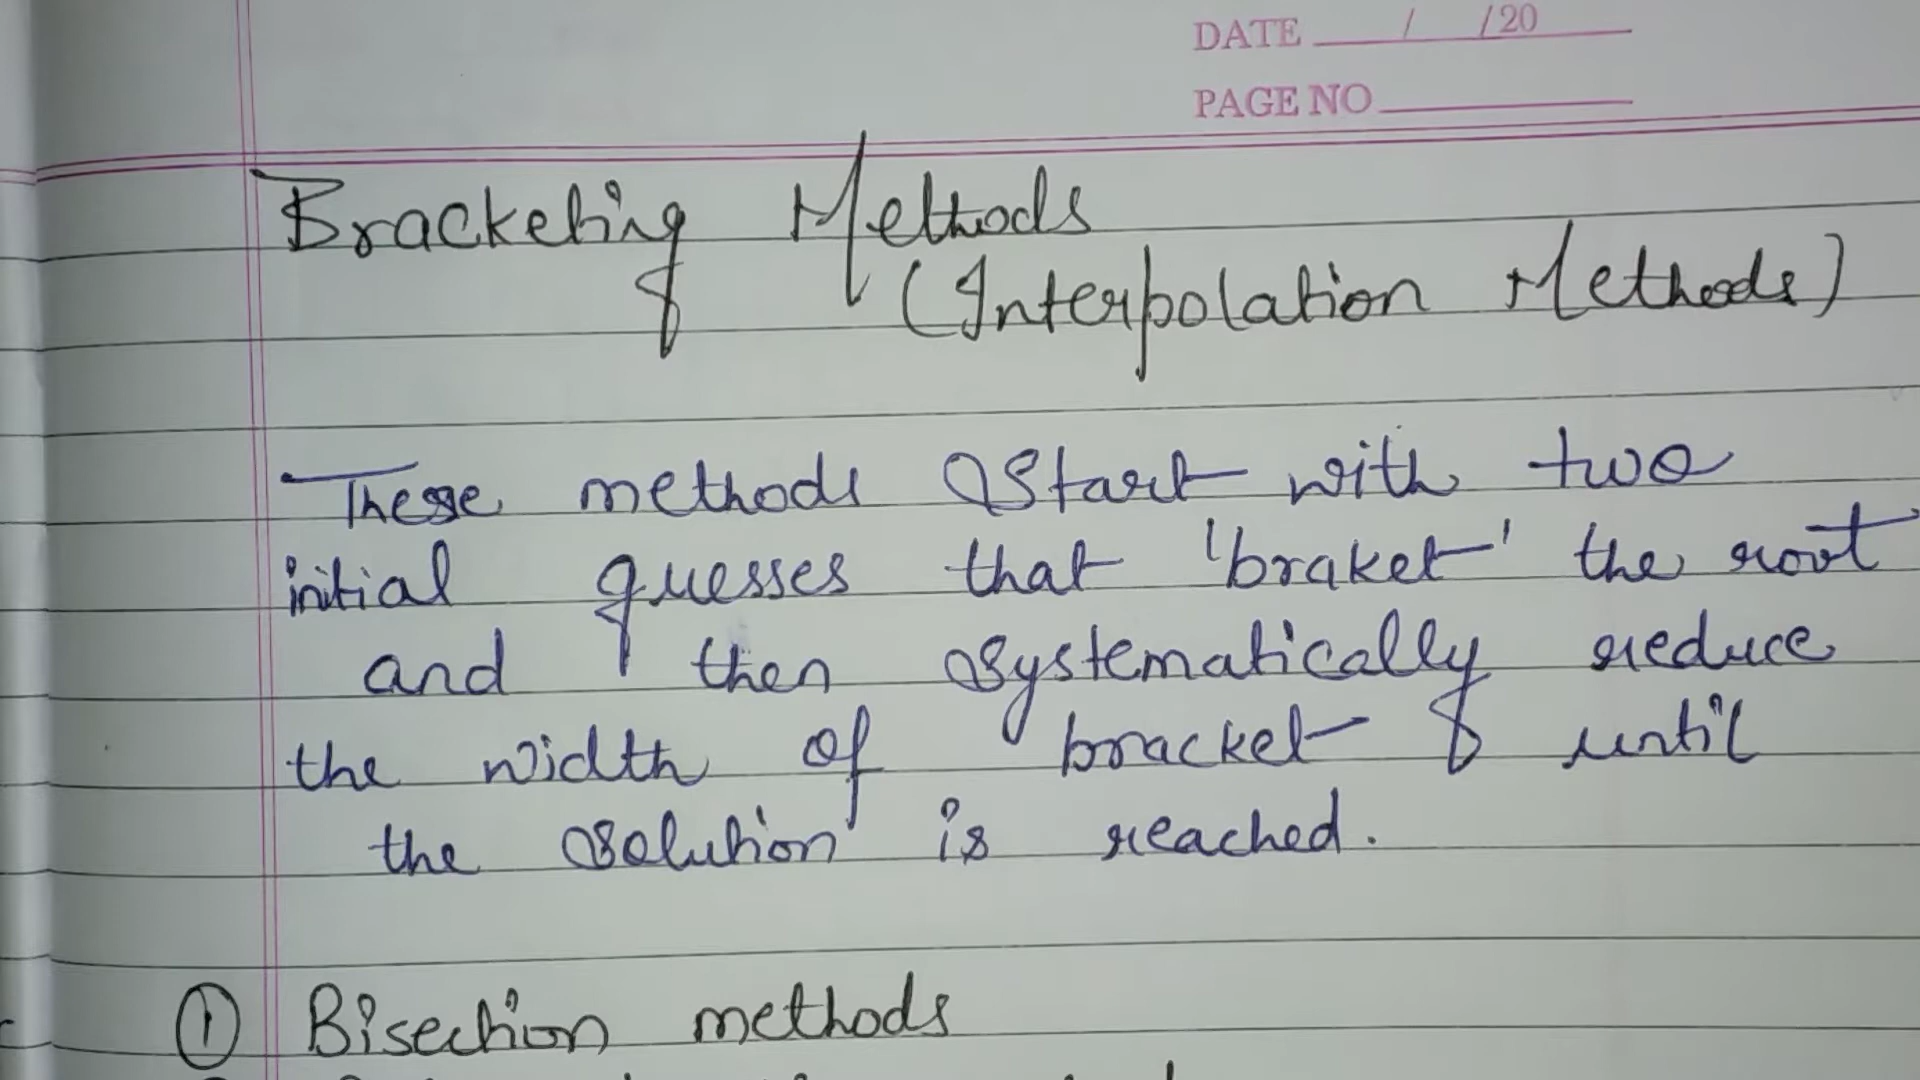 DATE / /20
PAGE NO
Bracketing Methods
(Interpolation Methods)
These methods Start with two
initial guesses that 'braket' the root
and then systematically reduce
the width of bracket until
the solution is reached.
① Bisection methods